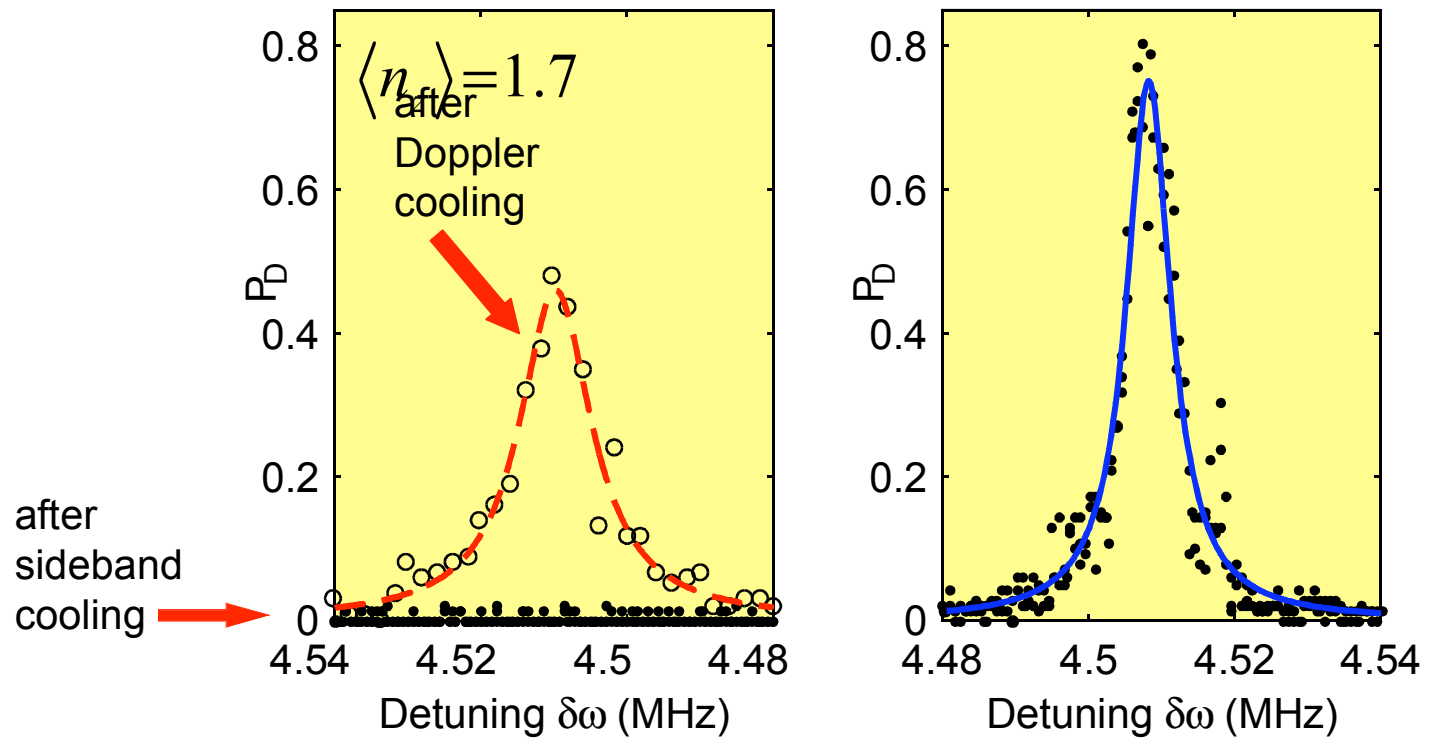 ⟨n_z⟩=1.7
after
Doppler
cooling
after
sideband
cooling
P_D
0.8
0.6
0.4
0.2
0
4.54 4.52 4.5 4.48
Detuning δω (MHz)
P_D
0.8
0.6
0.4
0.2
0
4.48 4.5 4.52 4.54
Detuning δω (MHz)